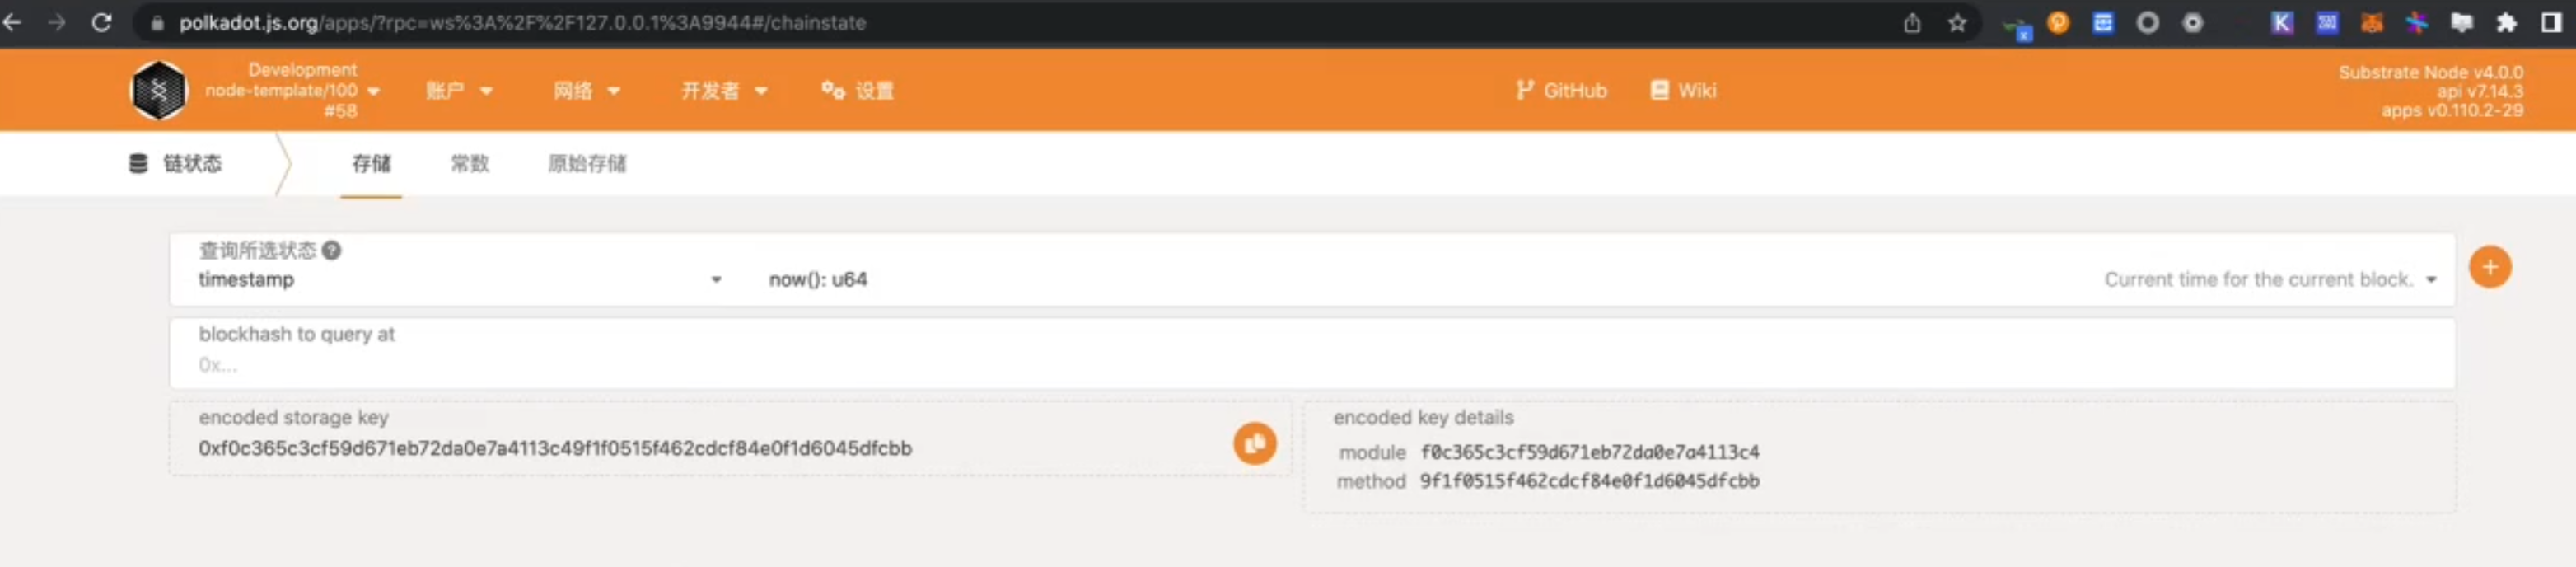 polkadot.js.org/apps/?rpc=ws%3A%2F%2F127.0.0.1%3A9944#/chainstate
Development
node-template/100
#58
账户
网络
开发者
设置
GitHub
Wiki
Substrate Node v4.0.0
api v7.14.3
apps v0.110.2-29
链状态
存储
常数
原始存储
查询所选状态
timestamp
now(): u64
Current time for the current block.
blockhash to query at
0x...
encoded storage key
0xf0c365c3cf59d671eb72da0e7a4113c49f1f0515f462cdcf84e0f1d6045dfcbb
encoded key details
module f0c365c3cf59d671eb72da0e7a4113c4
method 9f1f0515f462cdcf84e0f1d6045dfcbb